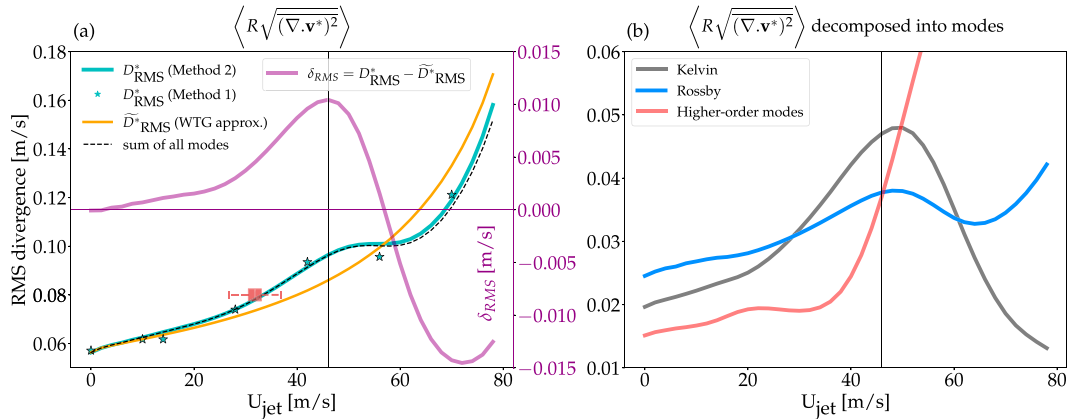 (a)
⟨R√(∇.v*)²⟩
0.18
0.16
0.14
0.12
0.10
0.08
0.06
RMS divergence [m/s]
D*RMS (Method 2)
D*RMS (Method 1)
D̃*RMS (WTG approx.)
sum of all modes
δRMS = D*RMS − D̃*RMS
0.015
0.010
0.005
0.000
−0.005
−0.010
−0.015
δRMS [m/s]
0 20 40 60 80
Ujet [m/s]
(b)
⟨R√(∇.v*)²⟩ decomposed into modes
0.06
0.05
0.04
0.03
0.02
0.01
Kelvin
Rossby
Higher-order modes
0 20 40 60 80
Ujet [m/s]